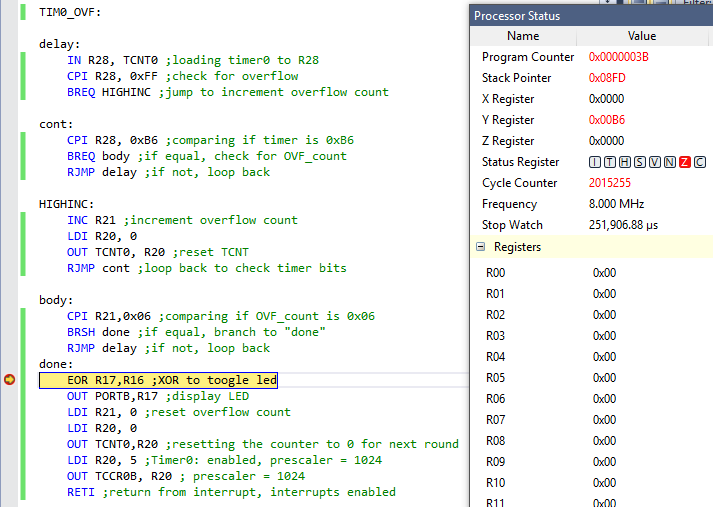 TIM0_OVF:
delay:
IN R28, TCNT0 ;loading timer0 to R28
CPI R28, 0xFF ;check for overflow
BREQ HIGHINC ;jump to increment overflow count
cont:
CPI R28, 0xB6 ;comparing if timer is 0xB6
BREQ body ;if equal, check for OVF_count
RJMP delay ;if not, loop back
HIGHINC:
INC R21 ;increment overflow count
LDI R20, 0
OUT TCNT0, R20 ;reset TCNT
RJMP cont ;loop back to check timer bits
body:
CPI R21,0x06 ;comparing if OVF_count is 0x06
BRSH done ;if equal, branch to "done"
RJMP delay ;if not, loop back
done:
EOR R17,R16 ;XOR to toogle led
OUT PORTB,R17 ;display LED
LDI R21, 0 ;reset overflow count
LDI R20, 0
OUT TCNT0,R20 ;resetting the counter to 0 for next round
LDI R20, 5 ;Timer0: enabled, prescaler = 1024
OUT TCCR0B, R20 ; prescaler = 1024
RETI ;return from interrupt, interrupts enabled
Processor Status
Name Value
Program Counter 0x0000003B
Stack Pointer 0x08FD
X Register 0x0000
Y Register 0x00B6
Z Register 0x0000
Status Register I T H S V N Z C
Cycle Counter 2015255
Frequency 8.000 MHz
Stop Watch 251,906.88 µs
Registers
R00 0x00
R01 0x00
R02 0x00
R03 0x00
R04 0x00
R05 0x00
R06 0x00
R07 0x00
R08 0x00
R09 0x00
R10 0x00
R11 0x00